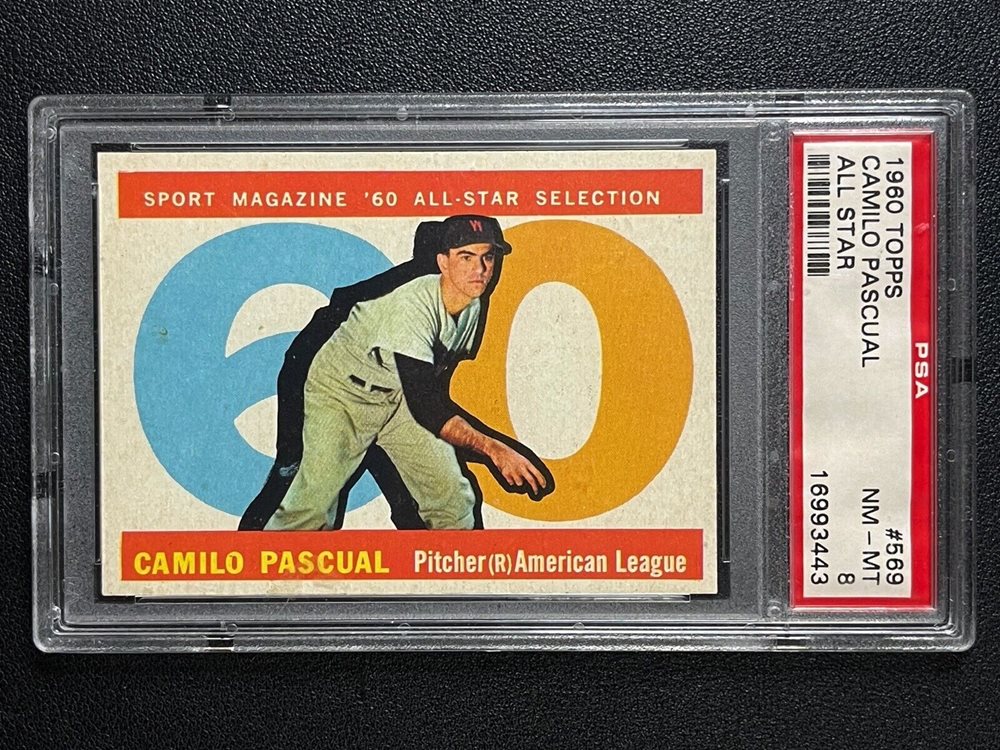 SPORT MAGAZINE '60 ALL-STAR SELECTION
60
W
CAMILO PASCUAL Pitcher (R) American League
1960 TOPPS #569
CAMILO PASCUAL NM - MT
ALL STAR 8
16993443
PSA